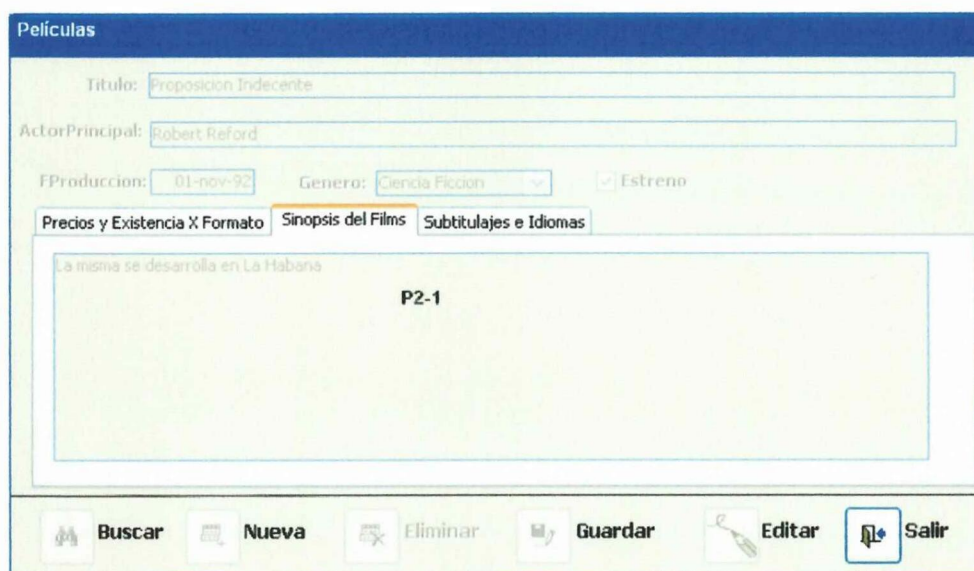 Películas
Titulo: Proposicion Indecente
ActorPrincipal: Robert Reford
FProduccion: 01-nov-92 Genero: Ciencia Ficcion Estreno
Precios y Existencia X Formato Sinopsis del Films Subtitulajes e Idiomas
La misma se desarrolla en La Habana
P2-1
Buscar Nueva Eliminar Guardar Editar Salir